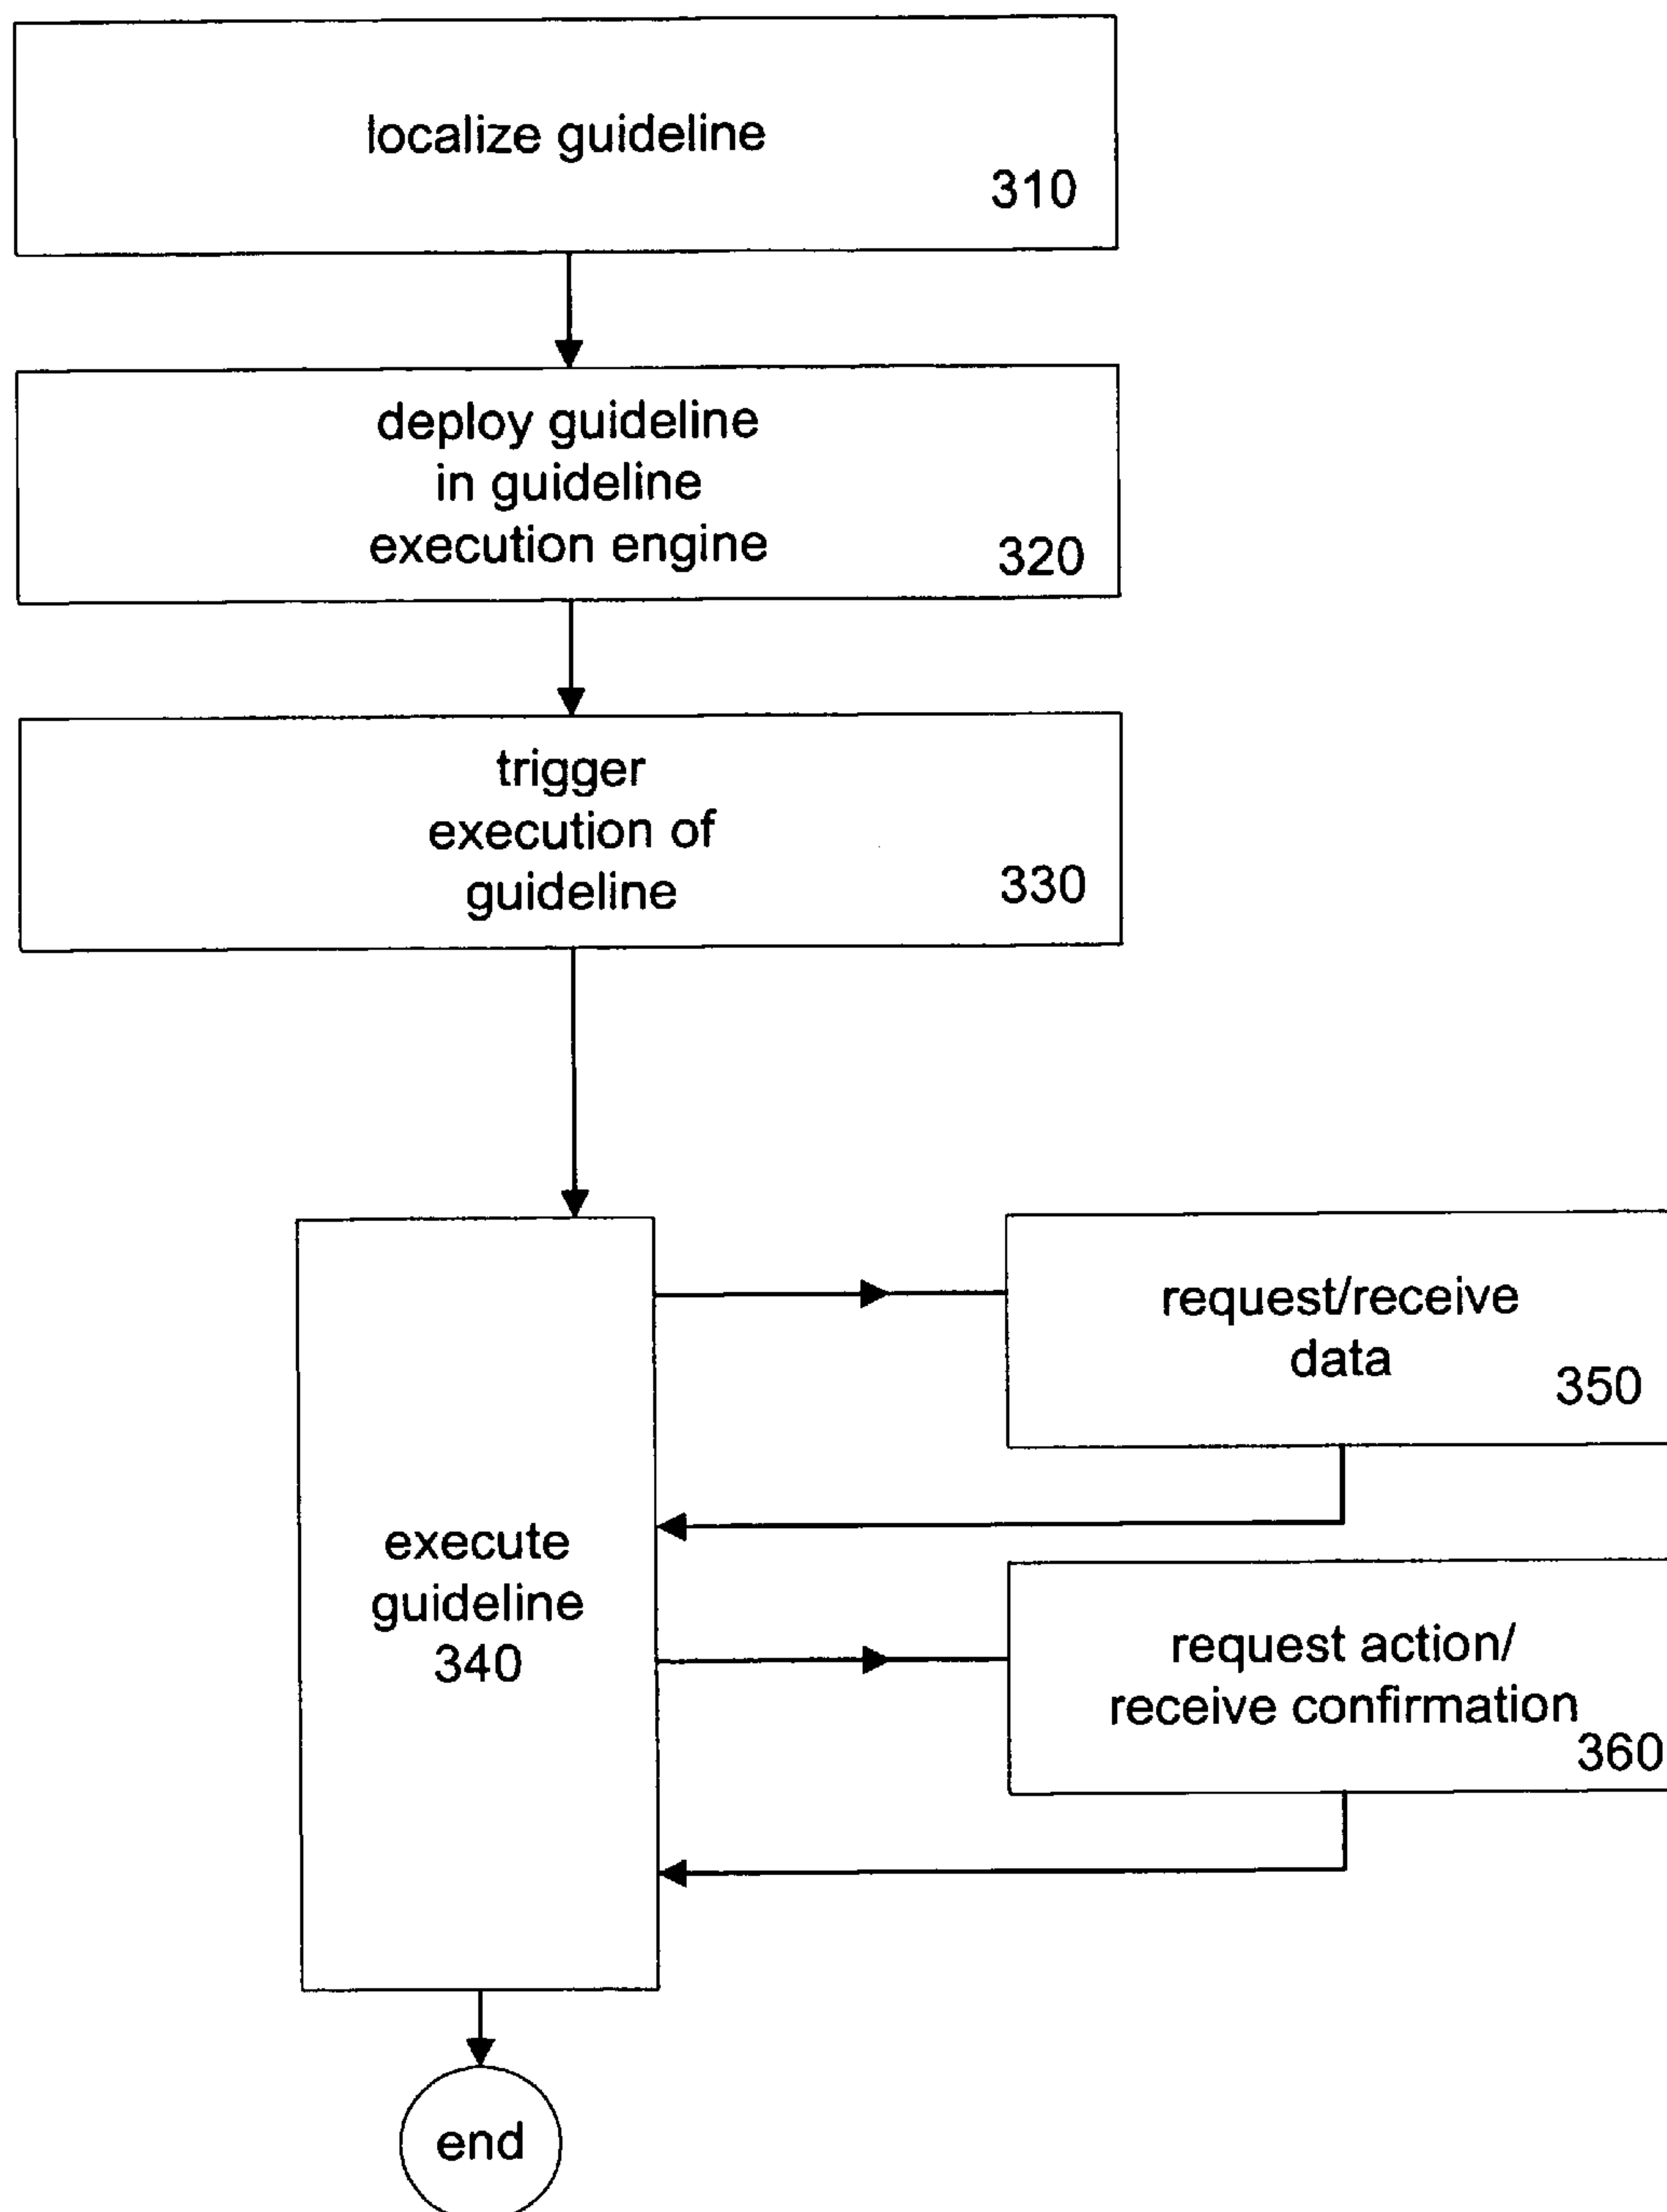 localize guideline
310
deploy guideline
in guideline
execution engine
320
trigger
execution of
guideline
330
execute
guideline
340
request/receive
data
350
request action/
receive confirmation
360
end